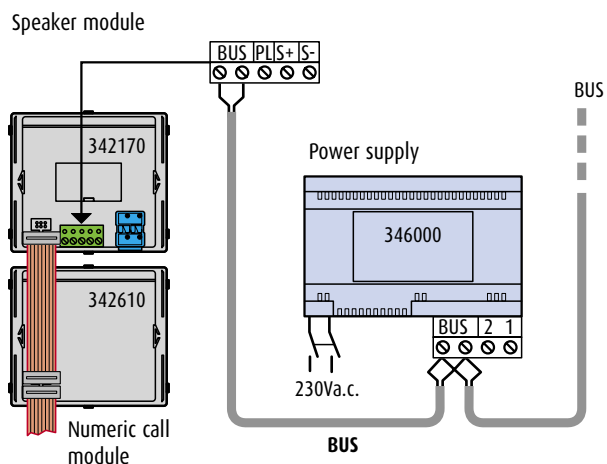 Speaker module
BUS PL S+ S-
BUS
342170
Power supply
346000
342610
BUS 2 1
230Va.c.
Numeric call
module
BUS